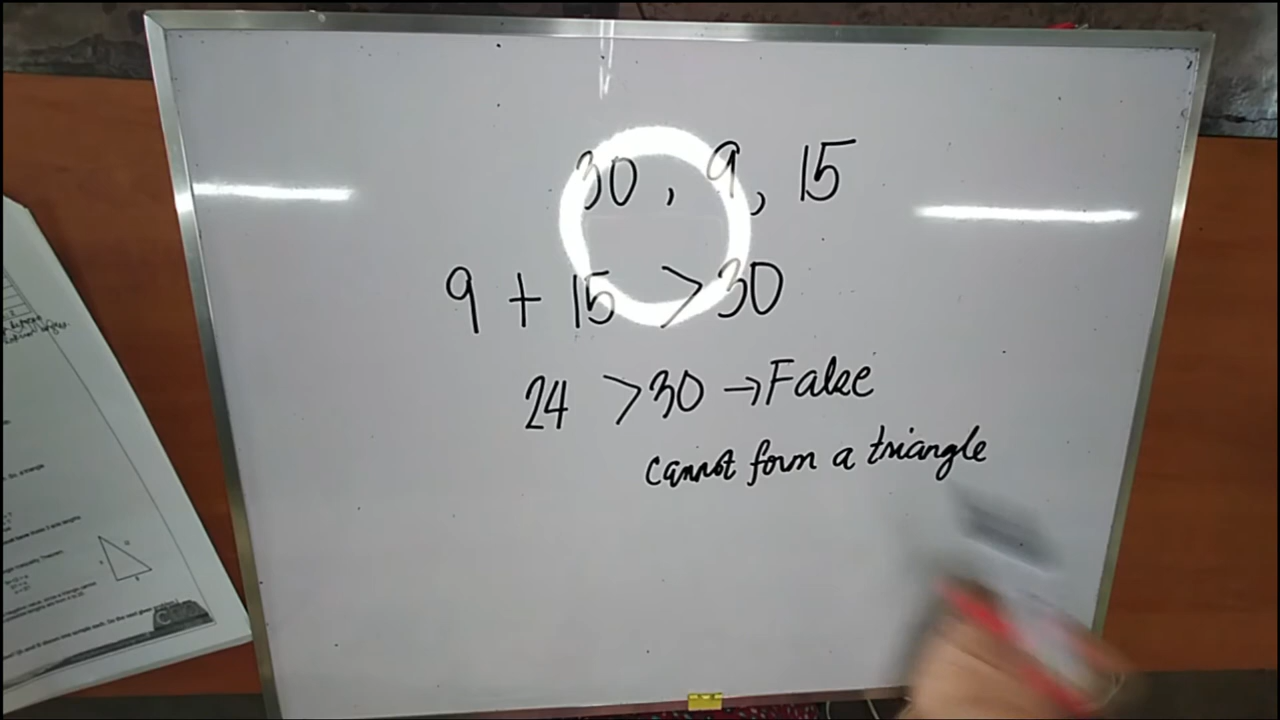 30, 9, 15
9 + 15 > 30
24 > 30 → False
cannot form a triangle